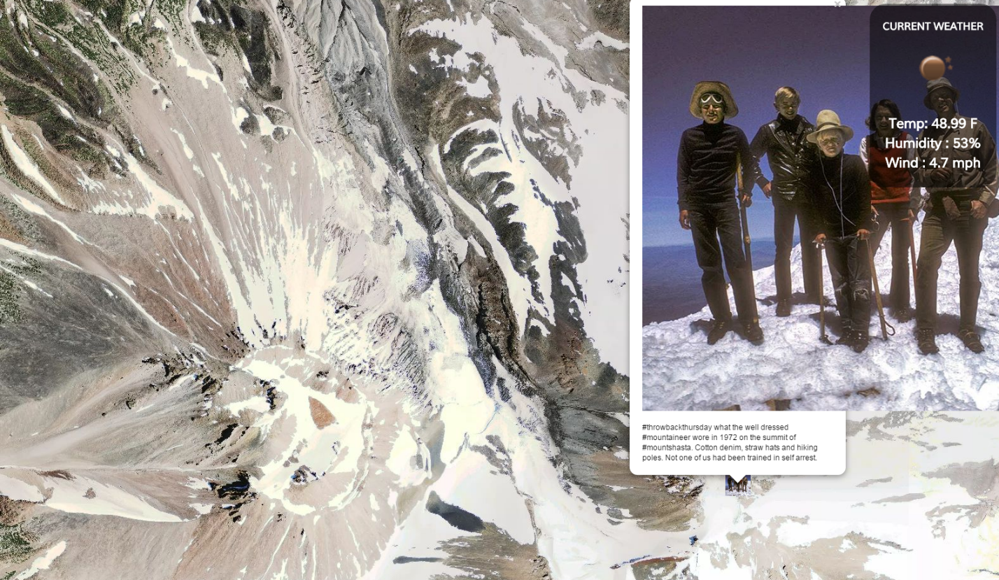 CURRENT WEATHER
Temp: 48.99 F
Humidity : 53%
Wind : 4.7 mph
#throwbackthursday what the well dressed
#mountaineer wore in 1972 on the summit of
#mountshasta. Cotton denim, straw hats and hiking
poles. Not one of us had been trained in self arrest.